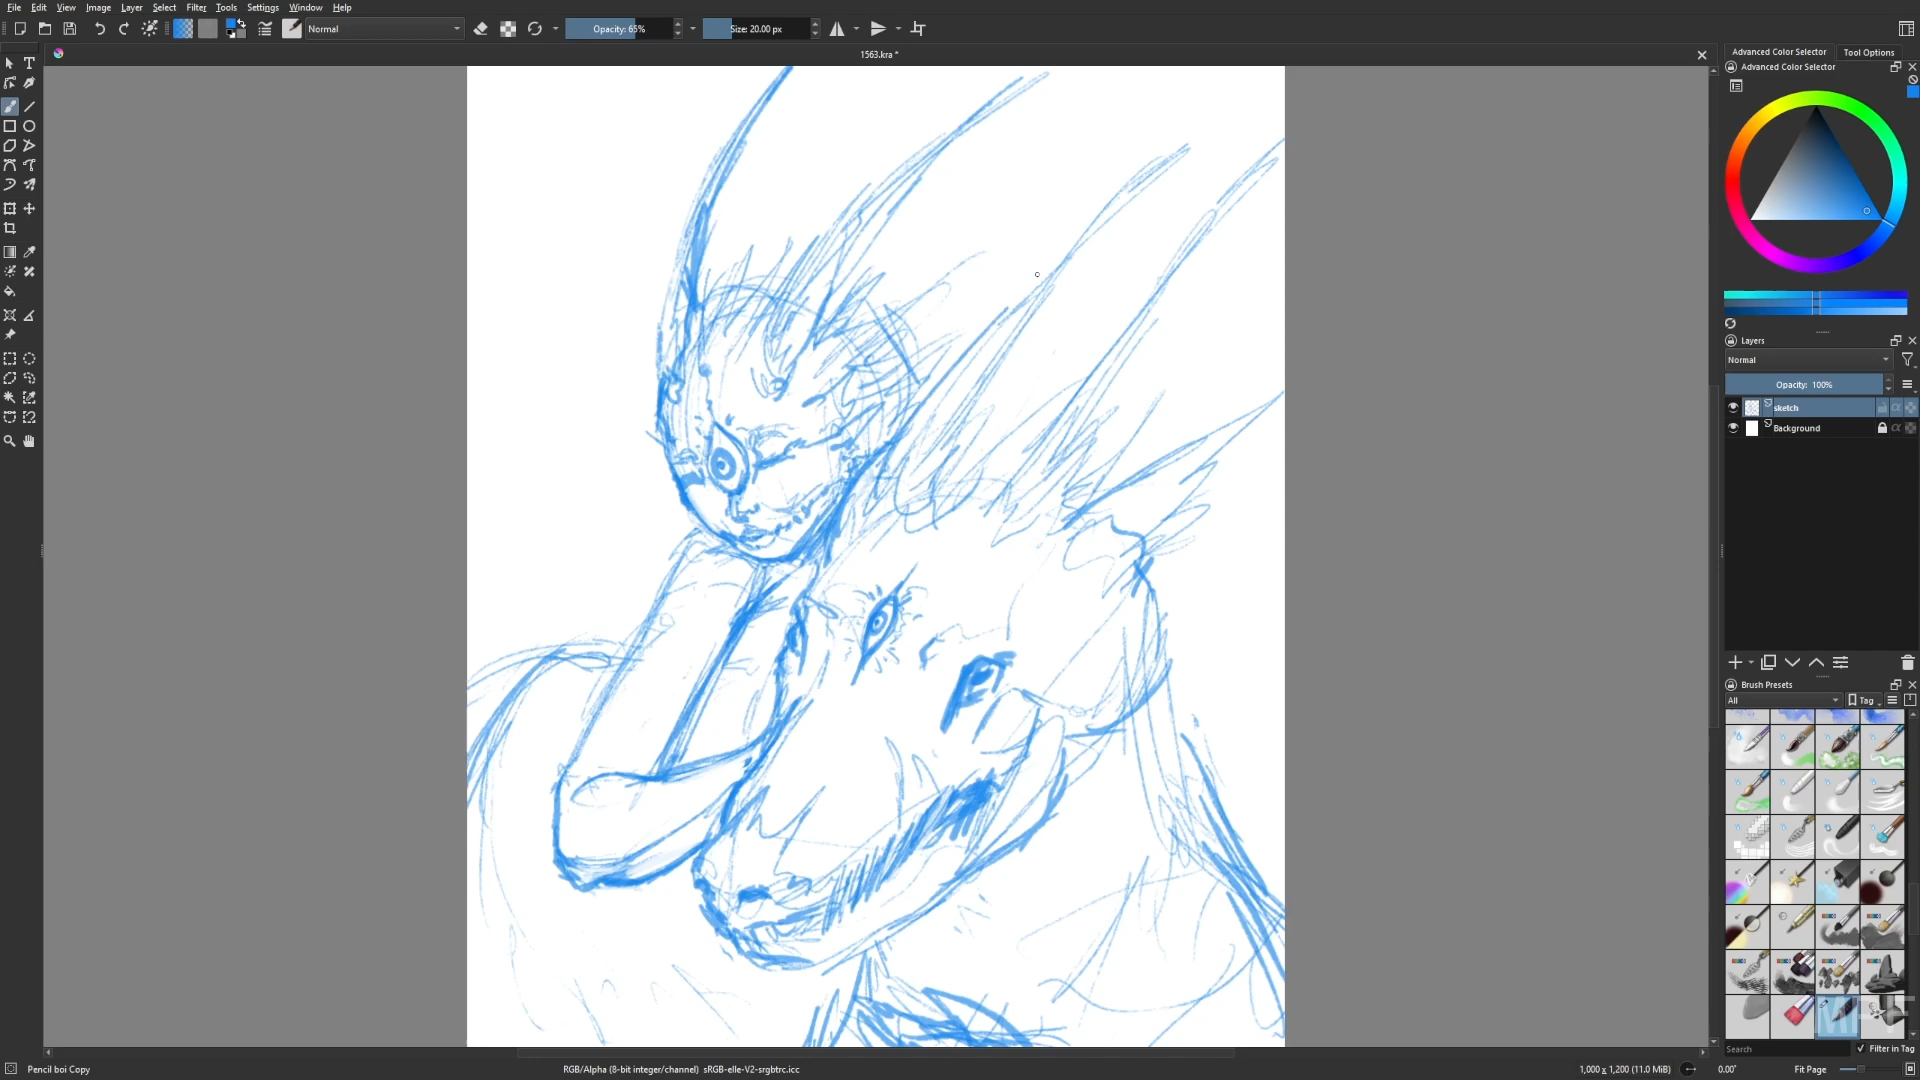 File Edit View Image Layer Select Filter Tools Settings Window Help
Normal
Opacity: 65%
Size: 20.00 px
1563.kra *
Advanced Color Selector
Tool Options
Advanced Color Selector
Layers
Normal
Opacity: 100%
sketch
Background
Brush Presets
All
Tag
Search
Filter in Tag
Pencil boi Copy
RGB/Alpha (8-bit integer/channel) sRGB-elle-V2-srgbtrc.icc
1,000 x 1,200 (11.0 MiB)
0.00°
Fit Page